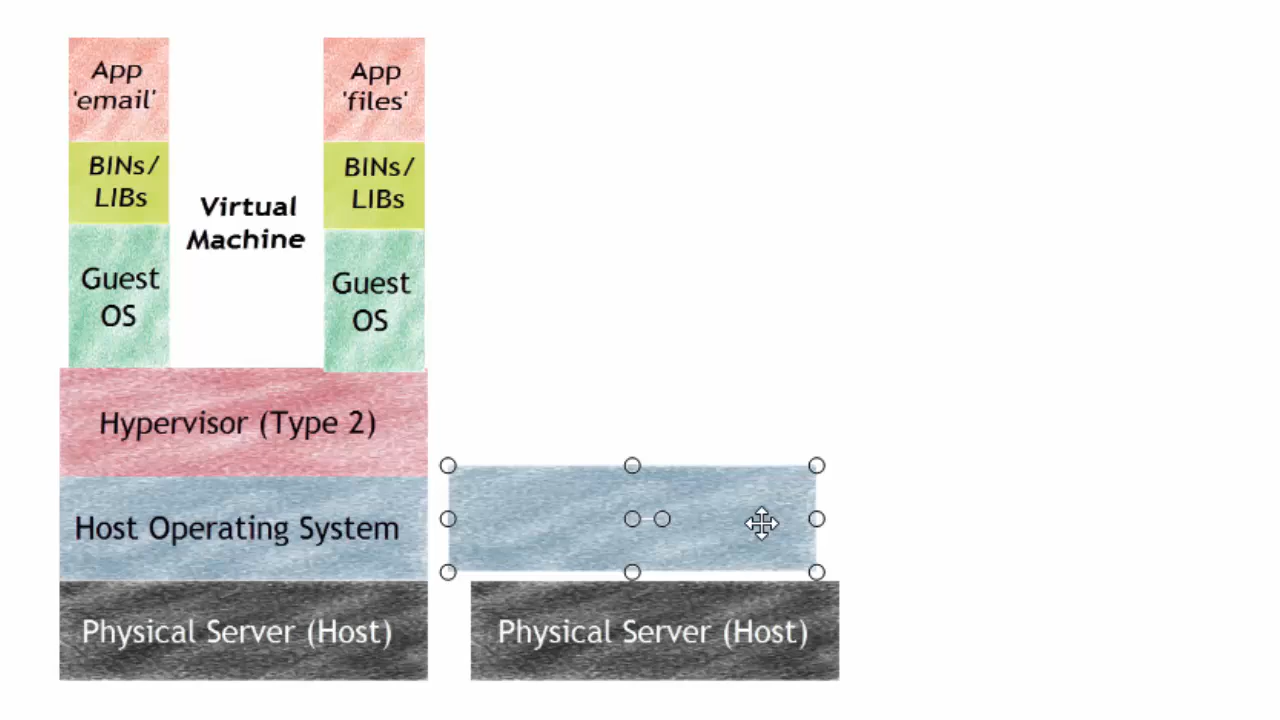 App
'email'
BINs/
LIBs
Guest
OS
Virtual
Machine
App
'files'
BINs/
LIBs
Guest
OS
Hypervisor (Type 2)
Host Operating System
Physical Server (Host)
Physical Server (Host)